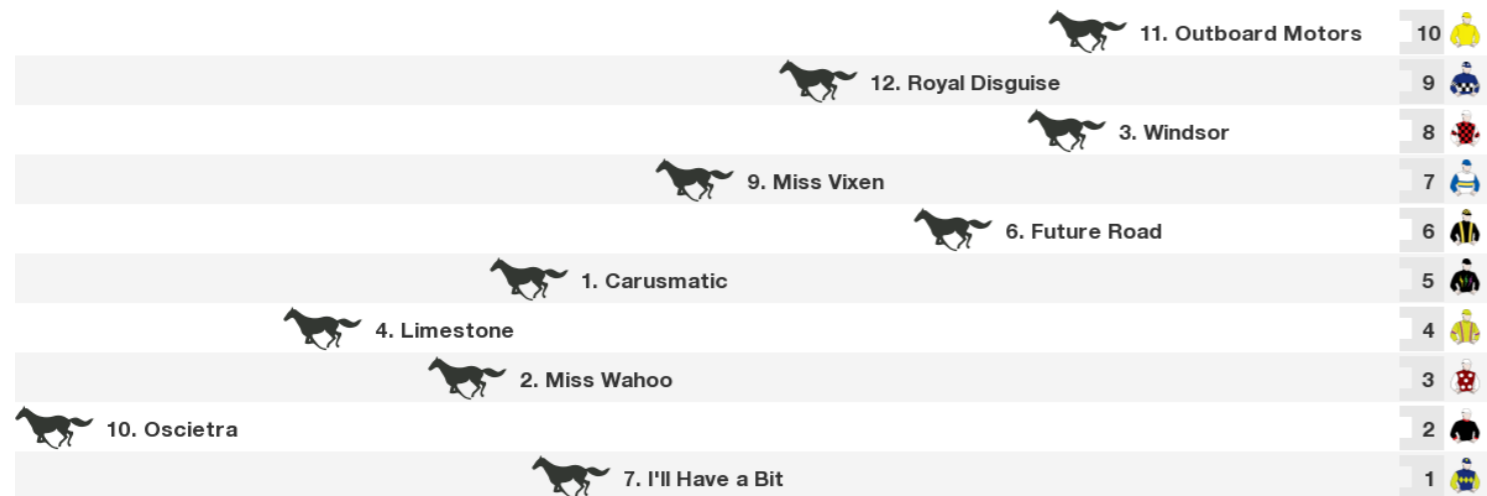 11. Outboard Motors 10
12. Royal Disguise 9
3. Windsor 8
9. Miss Vixen 7
6. Future Road 6
1. Carusmatic 5
4. Limestone 4
2. Miss Wahoo 3
10. Oscietra 2
7. I'll Have a Bit 1